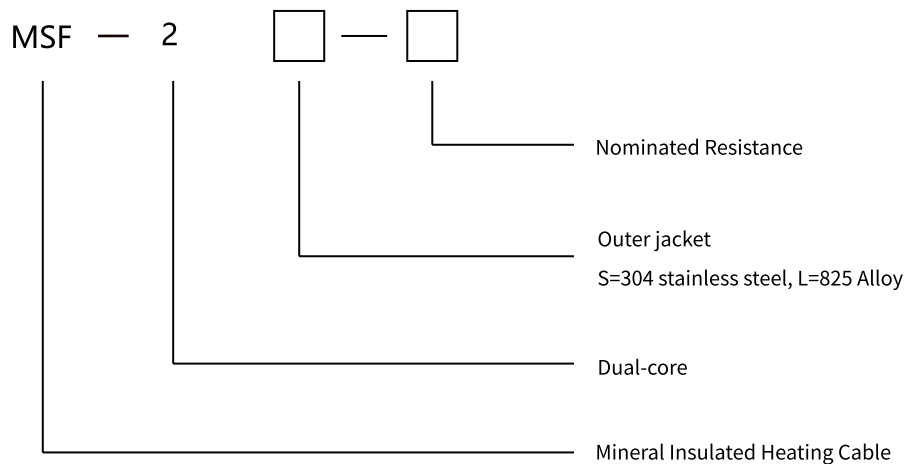 MSF — 2 □ — □
Nominated Resistance
Outer jacket
S=304 stainless steel, L=825 Alloy
Dual-core
Mineral Insulated Heating Cable